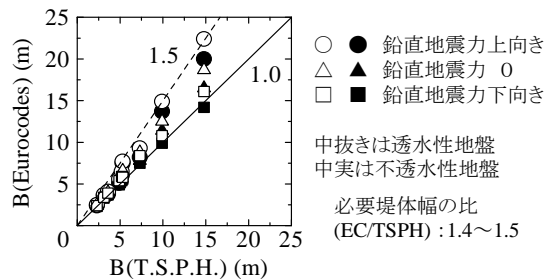 B(Eurocodes) (m)
25
20
15
10
5
0
5
10
15
20
25
B(T.S.P.H.) (m)
1.5
1.0
○ ● 鉛直地震力上向き
△ ▲ 鉛直地震力 0
□ ■ 鉛直地震力下向き
中抜きは透水性地盤
中実は不透水性地盤
必要堤体幅の比
(EC/TSPH) :1.4～1.5